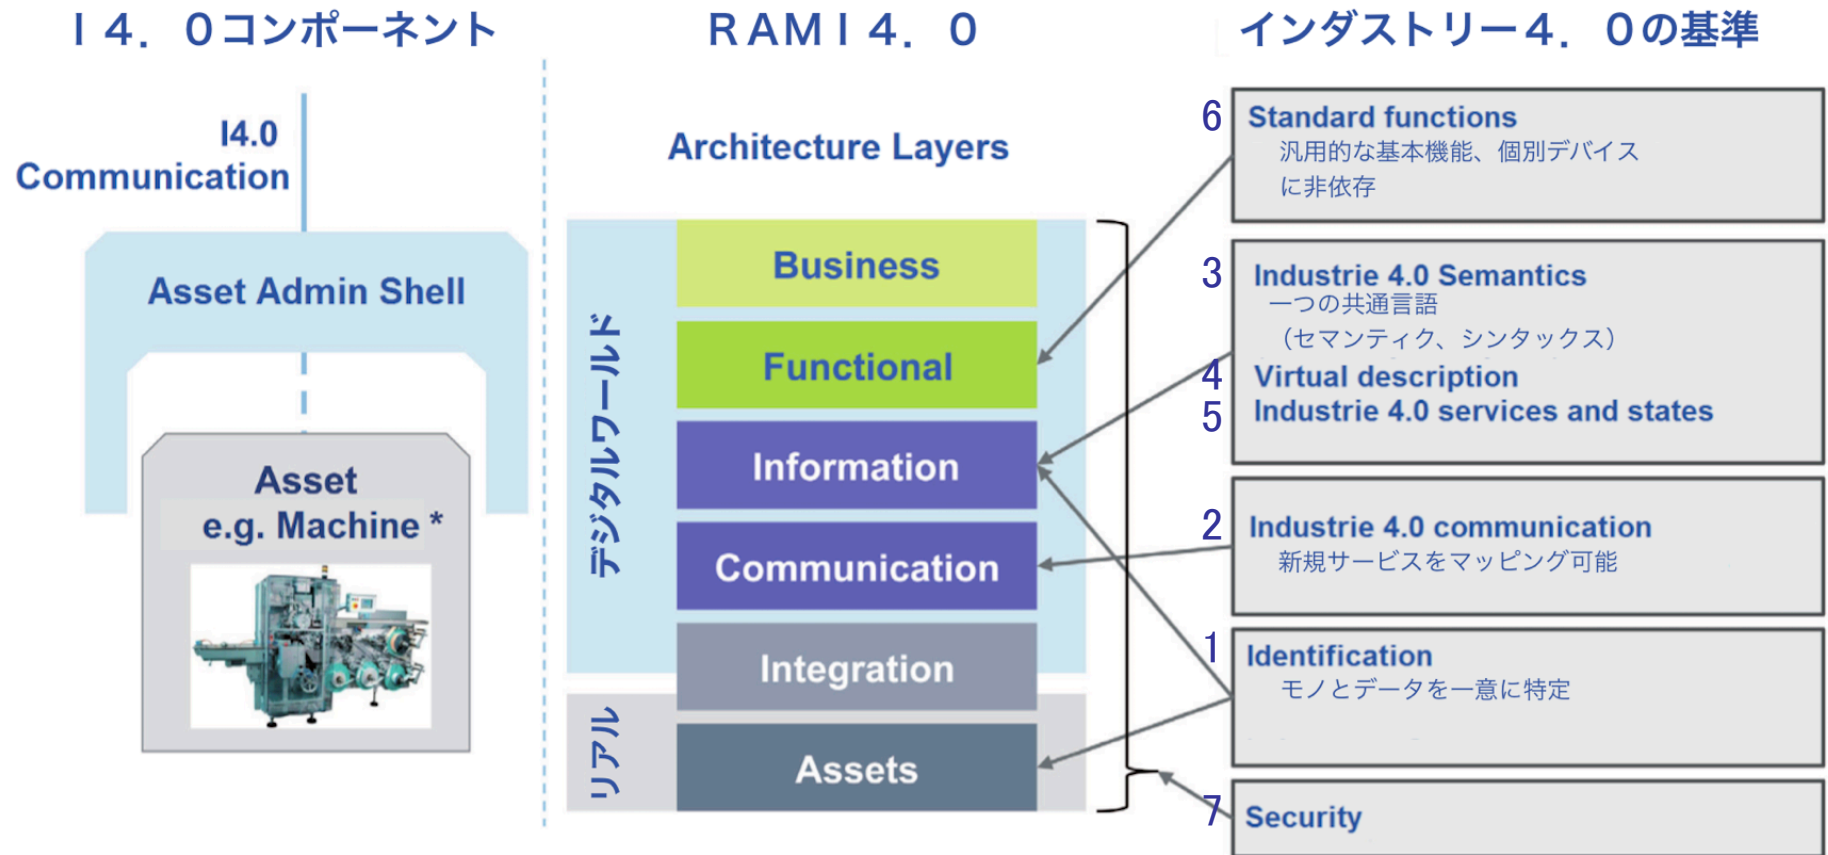 Ｉ４．０コンポーネント
I4.0
Communication
Asset Admin Shell
Asset
e.g. Machine *
ＲＡＭＩ４．０
Architecture Layers
デジタルワールド
リアル
Business
Functional
Information
Communication
Integration
Assets
インダストリー４．０の基準
6 Standard functions
汎用的な基本機能、個別デバイス
に非依存
3 Industrie 4.0 Semantics
一つの共通言語
（セマンティク、シンタックス）
4 Virtual description
5 Industrie 4.0 services and states
2 Industrie 4.0 communication
新規サービスをマッピング可能
1 Identification
モノとデータを一意に特定
7 Security